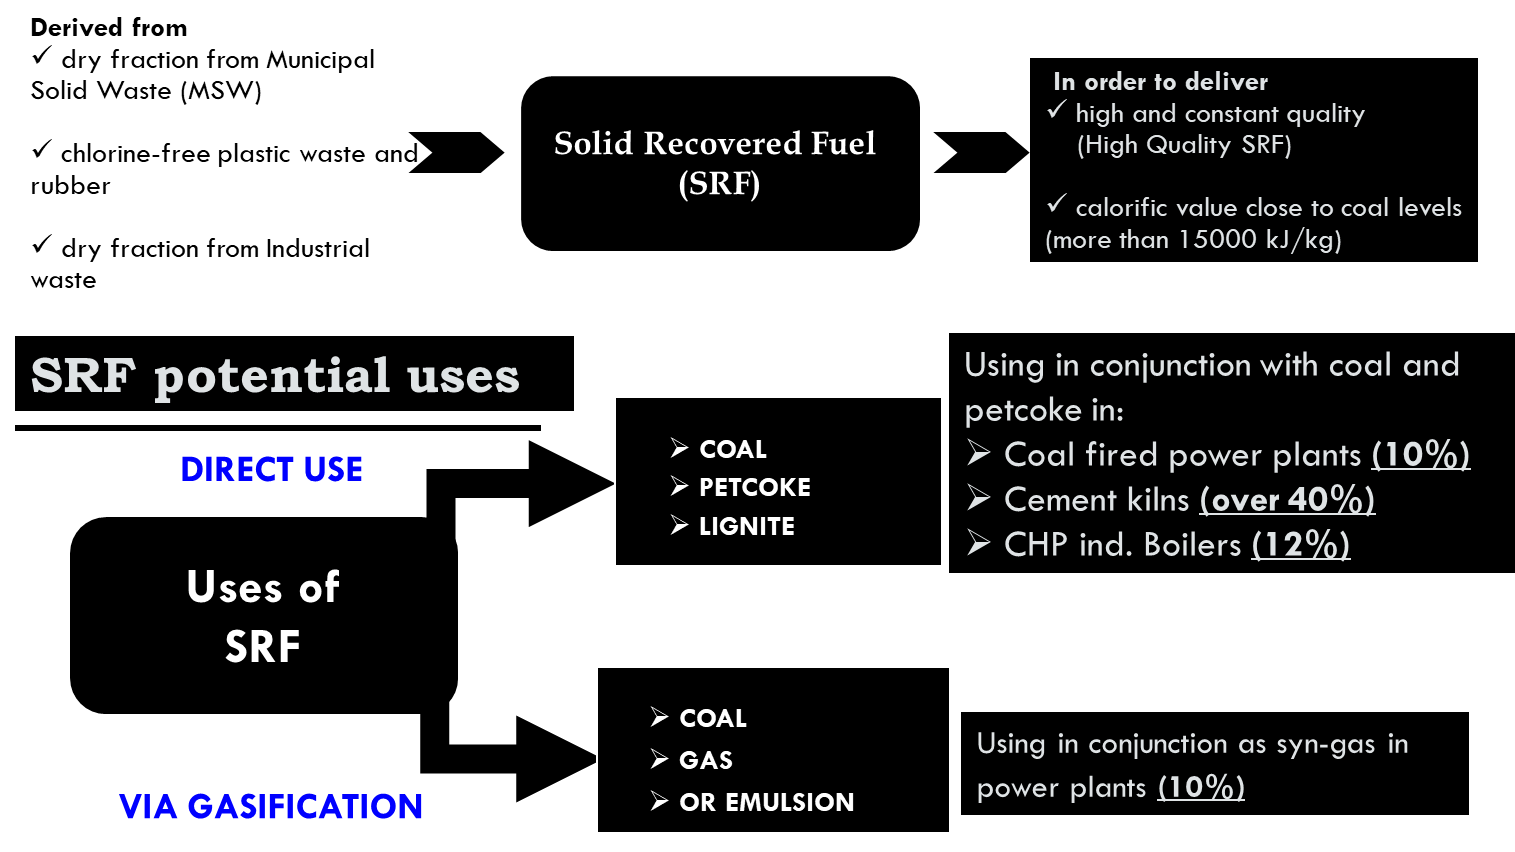 Derived from
✓ dry fraction from Municipal
Solid Waste (MSW)
✓ chlorine-free plastic waste and
rubber
✓ dry fraction from Industrial
waste
Solid Recovered Fuel
(SRF)
In order to deliver
✓ high and constant quality
(High Quality SRF)
✓ calorific value close to coal levels
(more than 15000 kJ/kg)
SRF potential uses
DIRECT USE
Uses of
SRF
VIA GASIFICATION
➢ COAL
➢ PETCOKE
➢ LIGNITE
Using in conjunction with coal and
petcoke in:
➢ Coal fired power plants (10%)
➢ Cement kilns (over 40%)
➢ CHP ind. Boilers (12%)
➢ COAL
➢ GAS
➢ OR EMULSION
Using in conjunction as syn-gas in
power plants (10%)